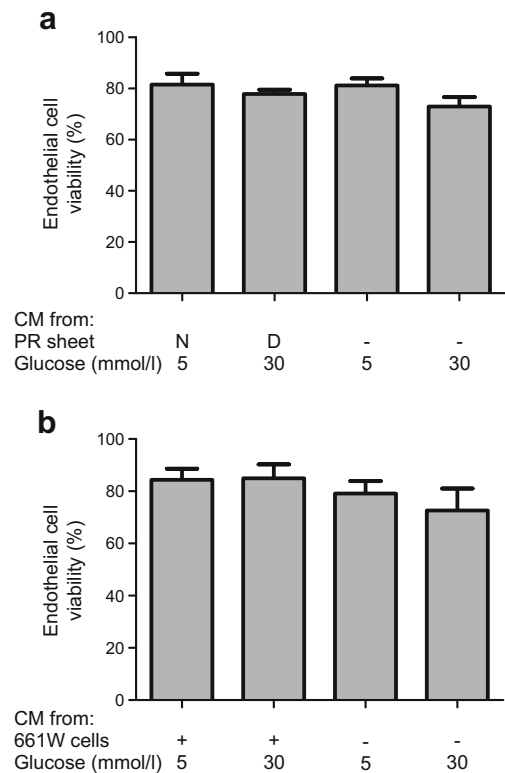 a
100
80
60
40
20
0
Endothelial cell
viability (%)
CM from:
PR sheet N D - -
Glucose (mmol/l) 5 30 5 30
b
100
80
60
40
20
0
Endothelial cell
viability (%)
CM from:
661W cells + + - -
Glucose (mmol/l) 5 30 5 30